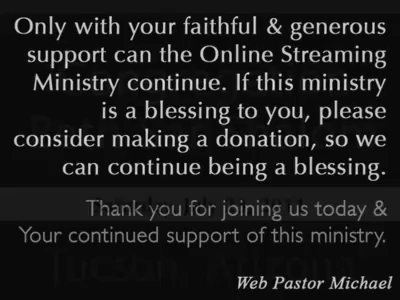 Only with your faithful & generous
support can the Online Streaming
Ministry continue. If this ministry
is a blessing to you, please
consider making a donation, so we
can continue being a blessing.
Thank you for joining us today &
Your continued support of this ministry.
Tucson, Arizona
Web Pastor Michael